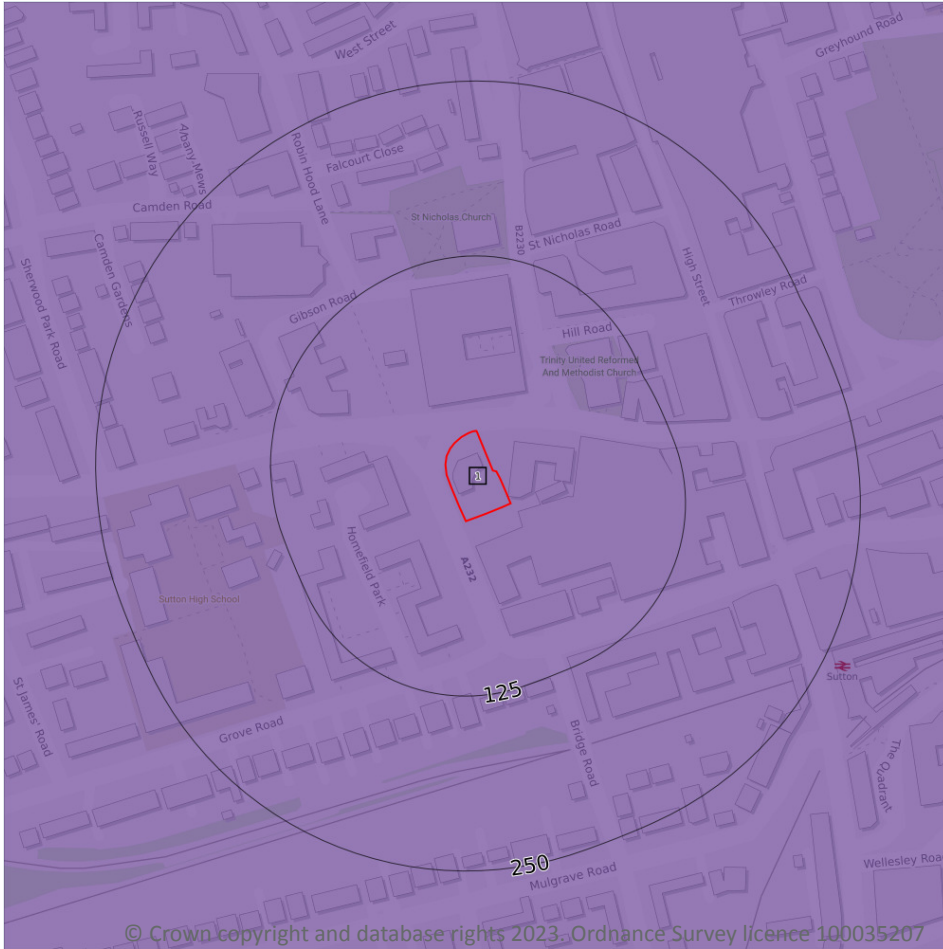 West Street
Greyhound Road
Russell Way
Albany Mews
Robin Hood Lane
Falcourt Close
Camden Road
St Nicholas Church
B2230
St Nicholas Road
Camden Gardens
Sherwood Park Road
High Street
Gibson Road
Throwley Road
Hill Road
Trinity United Reformed
And Methodist Church
1
Homefield Park
A232
Sutton High School
Sutton
St James' Road
125
Grove Road
Bridge Road
The Quadrant
250
Mulgrave Road
Wellesley Road
© Crown copyright and database rights 2023. Ordnance Survey licence 100035207